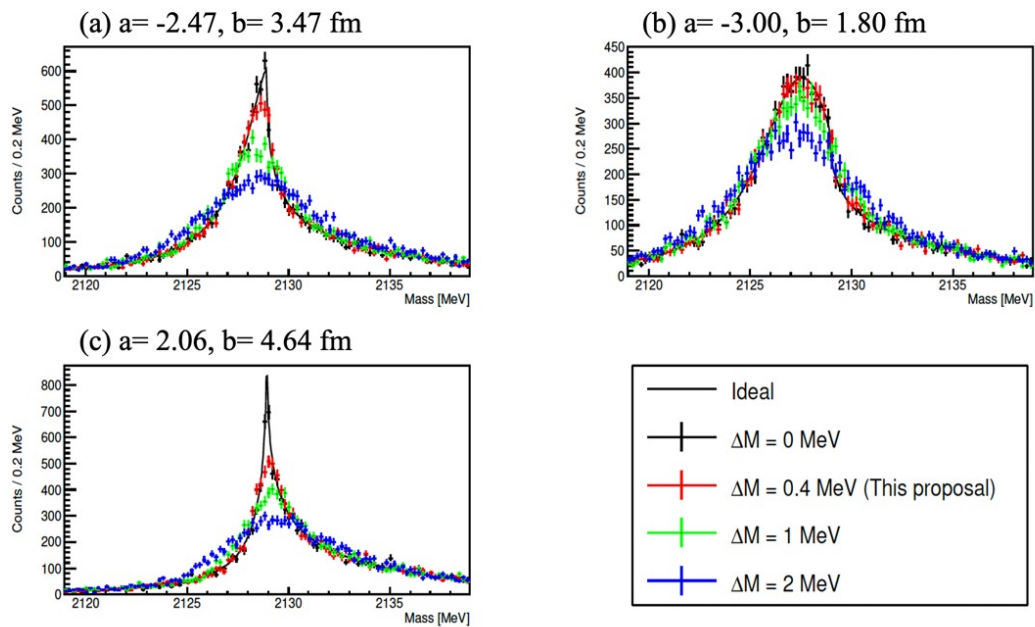 (a) a= -2.47, b= 3.47 fm
Counts / 0.2 MeV
600
500
400
300
200
100
0
2120 2125 2130 2135
Mass [MeV]
(b) a= -3.00, b= 1.80 fm
Counts / 0.2 MeV
450
400
350
300
250
200
150
100
50
0
2120 2125 2130 2135
Mass [MeV]
(c) a= 2.06, b= 4.64 fm
Counts / 0.2 MeV
800
700
600
500
400
300
200
100
0
2120 2125 2130 2135
Mass [MeV]
Ideal
ΔM = 0 MeV
ΔM = 0.4 MeV (This proposal)
ΔM = 1 MeV
ΔM = 2 MeV